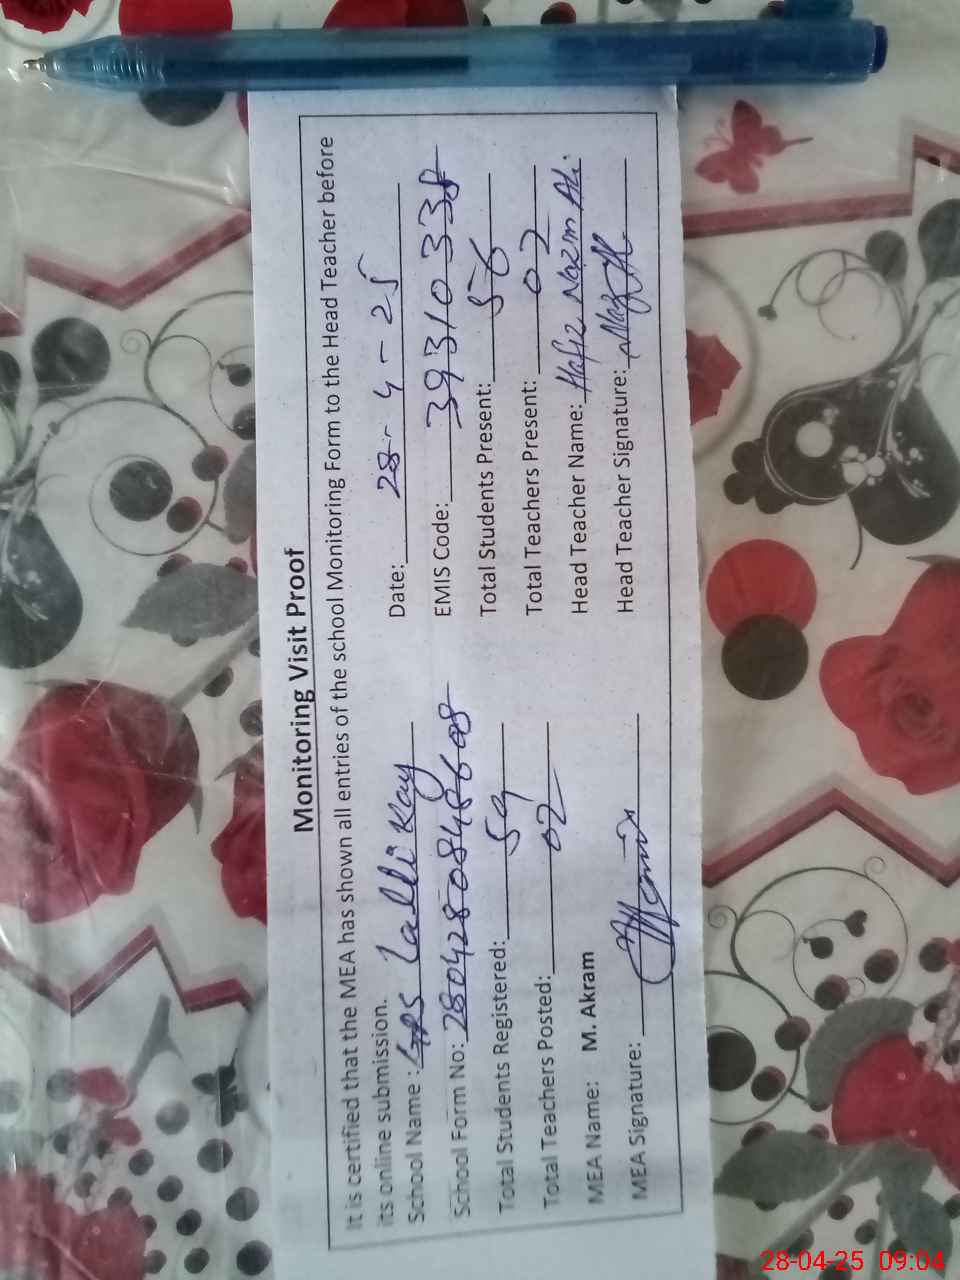 Monitoring Visit Proof
It is certified that the MEA has shown all entries of the school Monitoring Form to the Head Teacher before
its online submission.
School Name : GPS Lalli Kay Date: 28-4-25
School Form No: EMIS Code: 39310338
Total Students Registered: 59 Total Students Present: 56
Total Teachers Posted: 02 Total Teachers Present: 02
MEA Name: M. Akram Head Teacher Name: Hafiz Nazm Ali
MEA Signature: Head Teacher Signature:
28-04-25 09:04